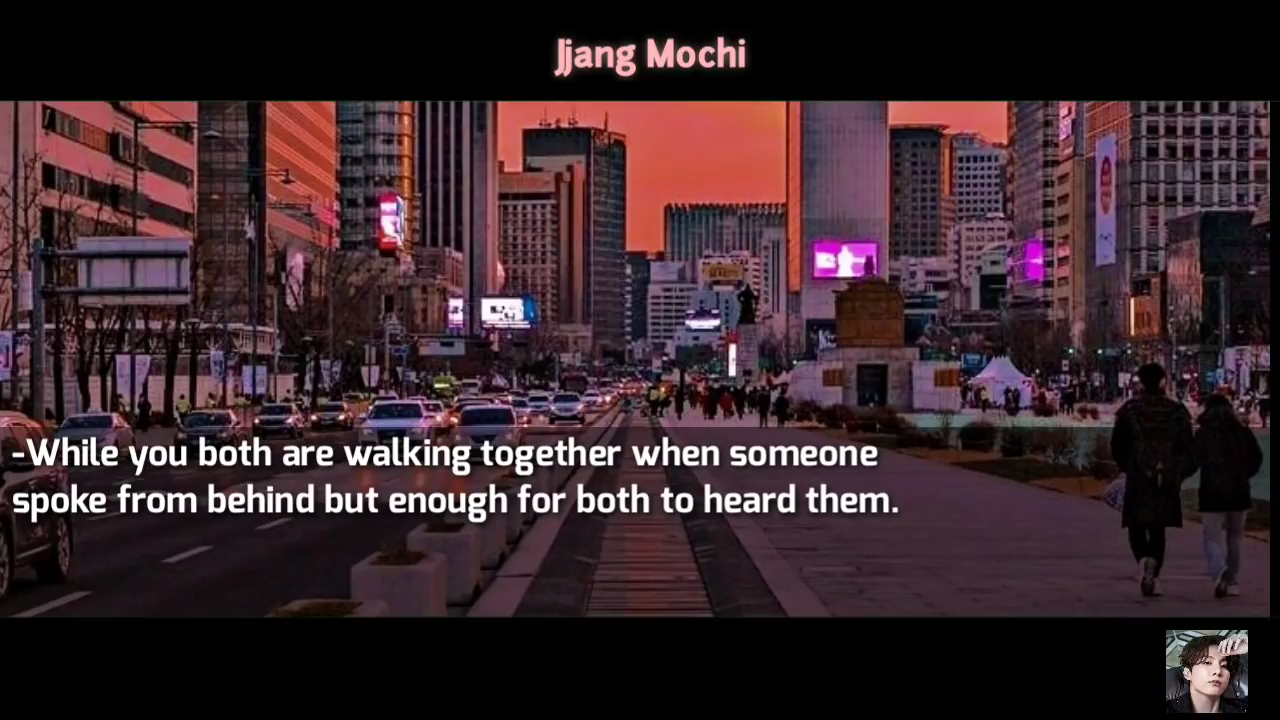 Jjang Mochi
-While you both are walking together when someone
spoke from behind but enough for both to heard them.